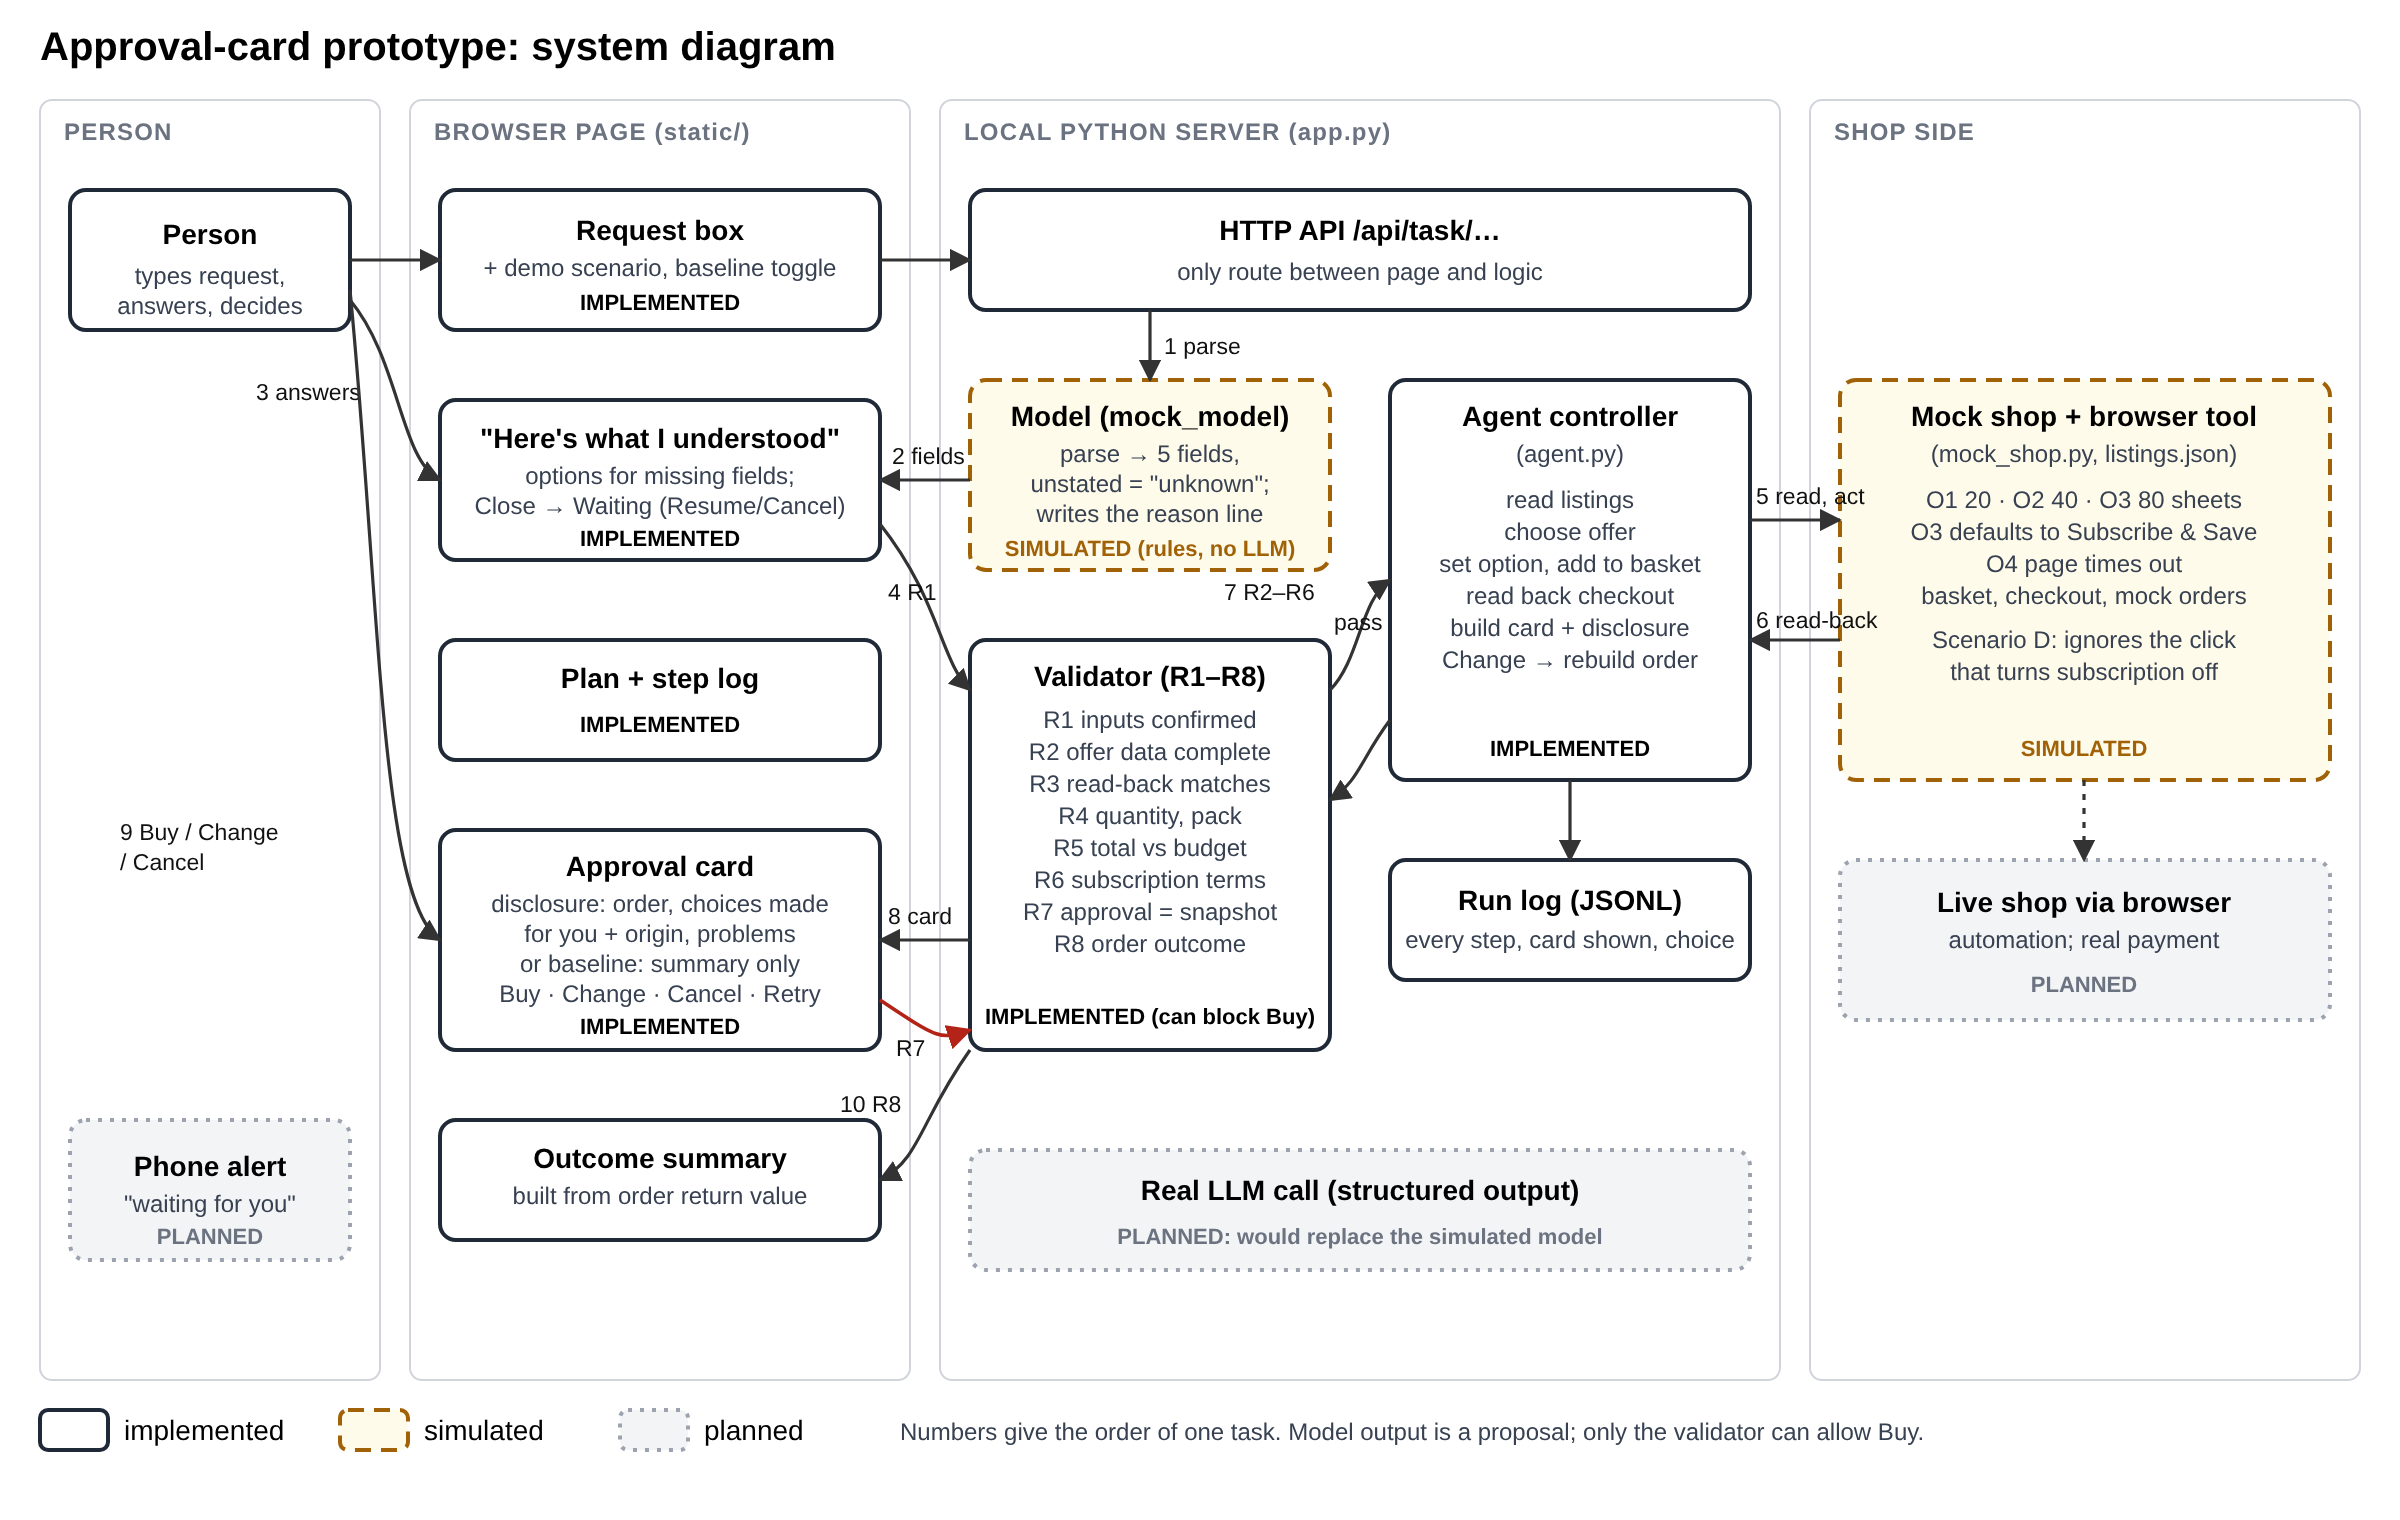 Approval-card prototype: system diagram
PERSON
Person
types request,
answers, decides
3 answers
9 Buy / Change
/ Cancel
Phone alert
"waiting for you"
PLANNED
BROWSER PAGE (static/)
Request box
+ demo scenario, baseline toggle
IMPLEMENTED
"Here's what I understood"
options for missing fields;
Close → Waiting (Resume/Cancel)
IMPLEMENTED
2 fields
4 R1
Plan + step log
IMPLEMENTED
Approval card
disclosure: order, choices made
for you + origin, problems
or baseline: summary only
Buy · Change · Cancel · Retry
IMPLEMENTED
8 card
R7
10 R8
Outcome summary
built from order return value
LOCAL PYTHON SERVER (app.py)
HTTP API /api/task/…
only route between page and logic
1 parse
Model (mock_model)
parse → 5 fields,
unstated = "unknown";
writes the reason line
SIMULATED (rules, no LLM)
7 R2–R6
pass
Validator (R1–R8)
R1 inputs confirmed
R2 offer data complete
R3 read-back matches
R4 quantity, pack
R5 total vs budget
R6 subscription terms
R7 approval = snapshot
R8 order outcome
IMPLEMENTED (can block Buy)
Agent controller
(agent.py)
read listings
choose offer
set option, add to basket
read back checkout
build card + disclosure
Change → rebuild order
IMPLEMENTED
Run log (JSONL)
every step, card shown, choice
Real LLM call (structured output)
PLANNED: would replace the simulated model
5 read, act
6 read-back
SHOP SIDE
Mock shop + browser tool
(mock_shop.py, listings.json)
O1 20 · O2 40 · O3 80 sheets
O3 defaults to Subscribe & Save
O4 page times out
basket, checkout, mock orders
Scenario D: ignores the click
that turns subscription off
SIMULATED
Live shop via browser
automation; real payment
PLANNED
implemented
simulated
planned
Numbers give the order of one task. Model output is a proposal; only the validator can allow Buy.